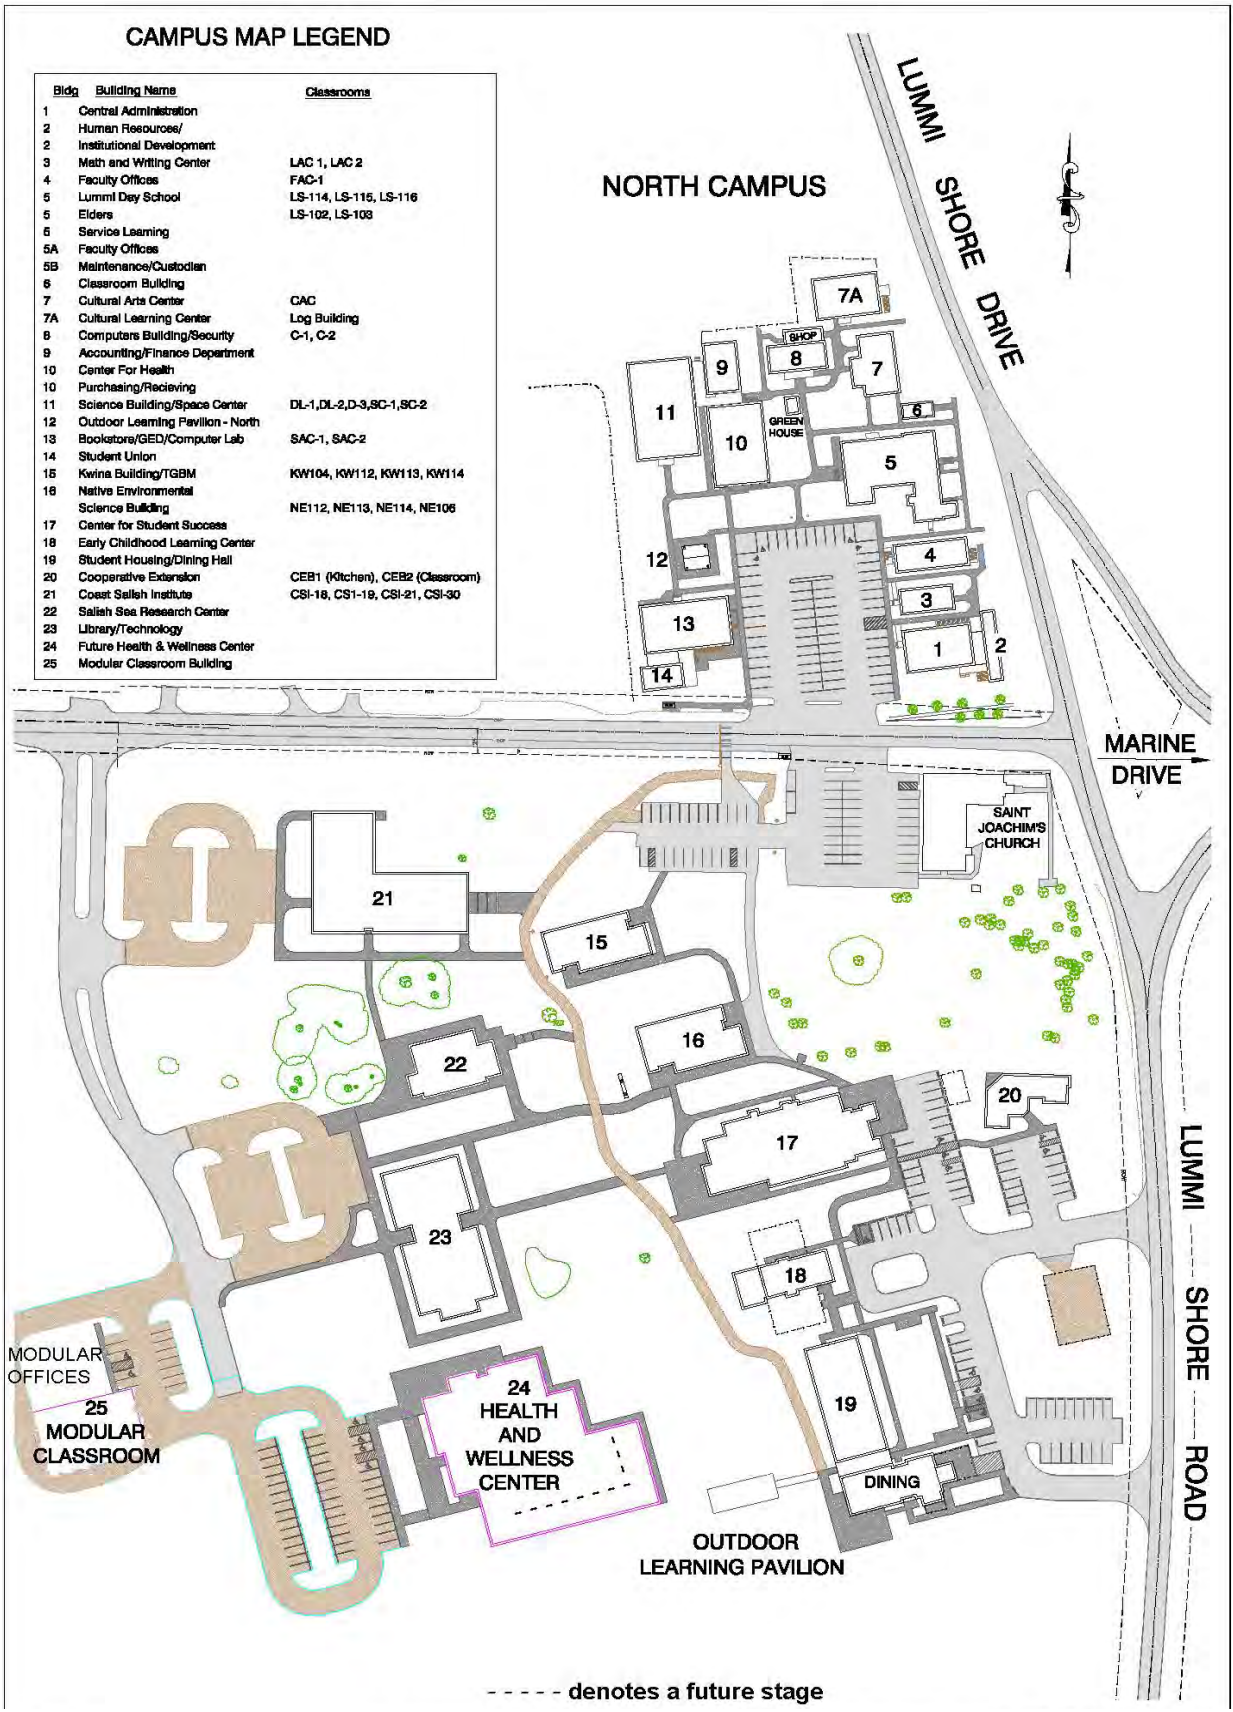 CAMPUS MAP LEGEND
Bldg Building Name Classrooms
1 Central Administration
2 Human Resources/
2 Institutional Development
3 Math and Writing Center LAC 1, LAC 2
4 Faculty Offices FAC-1
5 Lummi Day School LS-114, LS-115, LS-116
5 Elders LS-102, LS-103
5 Service Learning
5A Faculty Offices
5B Maintenance/Custodian
6 Classroom Building
7 Cultural Arts Center CAC
7A Cultural Learning Center Log Building
8 Computers Building/Security C-1, C-2
9 Accounting/Finance Department
10 Center For Health
10 Purchasing/Recieving
11 Science Building/Space Center DL-1,DL-2,D-3,SC-1,SC-2
12 Outdoor Learning Pavilion - North
13 Bookstore/GED/Computer Lab SAC-1, SAC-2
14 Student Union
15 Kwina Building/TGBM KW104, KW112, KW113, KW114
16 Native Environmental
Science Building NE112, NE113, NE114, NE106
17 Center for Student Success
18 Early Childhood Learning Center
19 Student Housing/Dining Hall
20 Cooperative Extension CEB1 (Kitchen), CEB2 (Classroom)
21 Coast Salish Institute CSI-18, CS1-19, CSI-21, CSI-30
22 Salish Sea Research Center
23 Library/Technology
24 Future Health & Wellness Center
25 Modular Classroom Building
NORTH CAMPUS
LUMMI SHORE DRIVE
7A
SHOP
8
9
7
11
6
GREEN
HOUSE
10
5
12
4
3
13
1
2
14
MARINE
DRIVE
SAINT
JOACHIM'S
CHURCH
21
15
16
22
20
17
23
18
LUMMI SHORE ROAD
MODULAR
OFFICES
25
MODULAR
CLASSROOM
24
HEALTH
AND
WELLNESS
CENTER
19
DINING
OUTDOOR
LEARNING PAVILION
- - - - - denotes a future stage